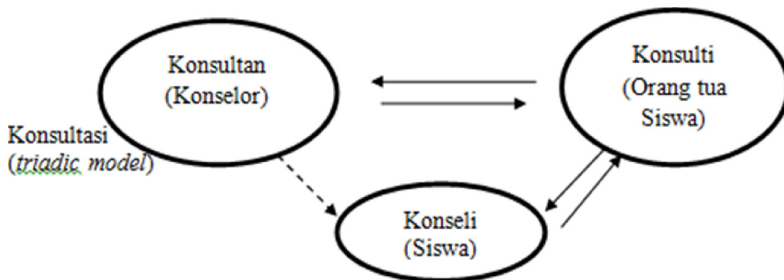 Konsultan
(Konselor)
Konsulti
(Orang tua
Siswa)
Konsultasi
(triadic model)
Konseli
(Siswa)